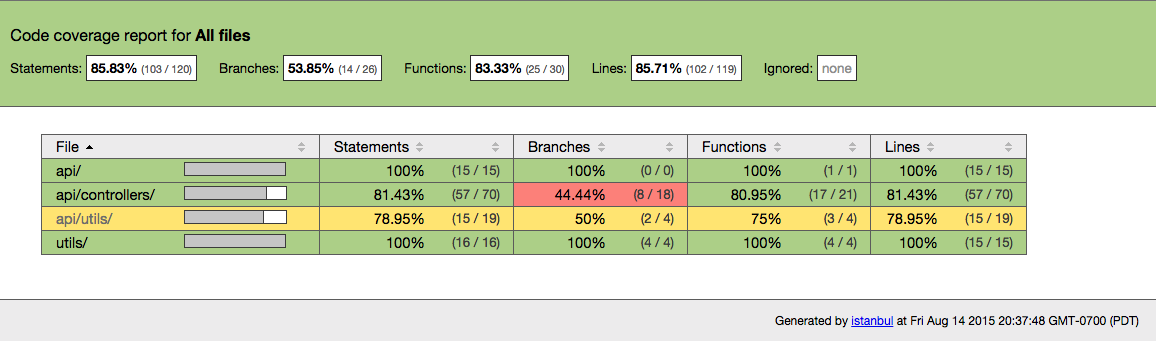 Code coverage report for All files
Statements: 85.83% (103 / 120) Branches: 53.85% (14 / 26) Functions: 83.33% (25 / 30) Lines: 85.71% (102 / 119) Ignored: none
File Statements Branches Functions Lines
api/ 100% (15 / 15) 100% (0 / 0) 100% (1 / 1) 100% (15 / 15)
api/controllers/ 81.43% (57 / 70) 44.44% (8 / 18) 80.95% (17 / 21) 81.43% (57 / 70)
api/utils/ 78.95% (15 / 19) 50% (2 / 4) 75% (3 / 4) 78.95% (15 / 19)
utils/ 100% (16 / 16) 100% (4 / 4) 100% (4 / 4) 100% (15 / 15)
Generated by istanbul at Fri Aug 14 2015 20:37:48 GMT-0700 (PDT)